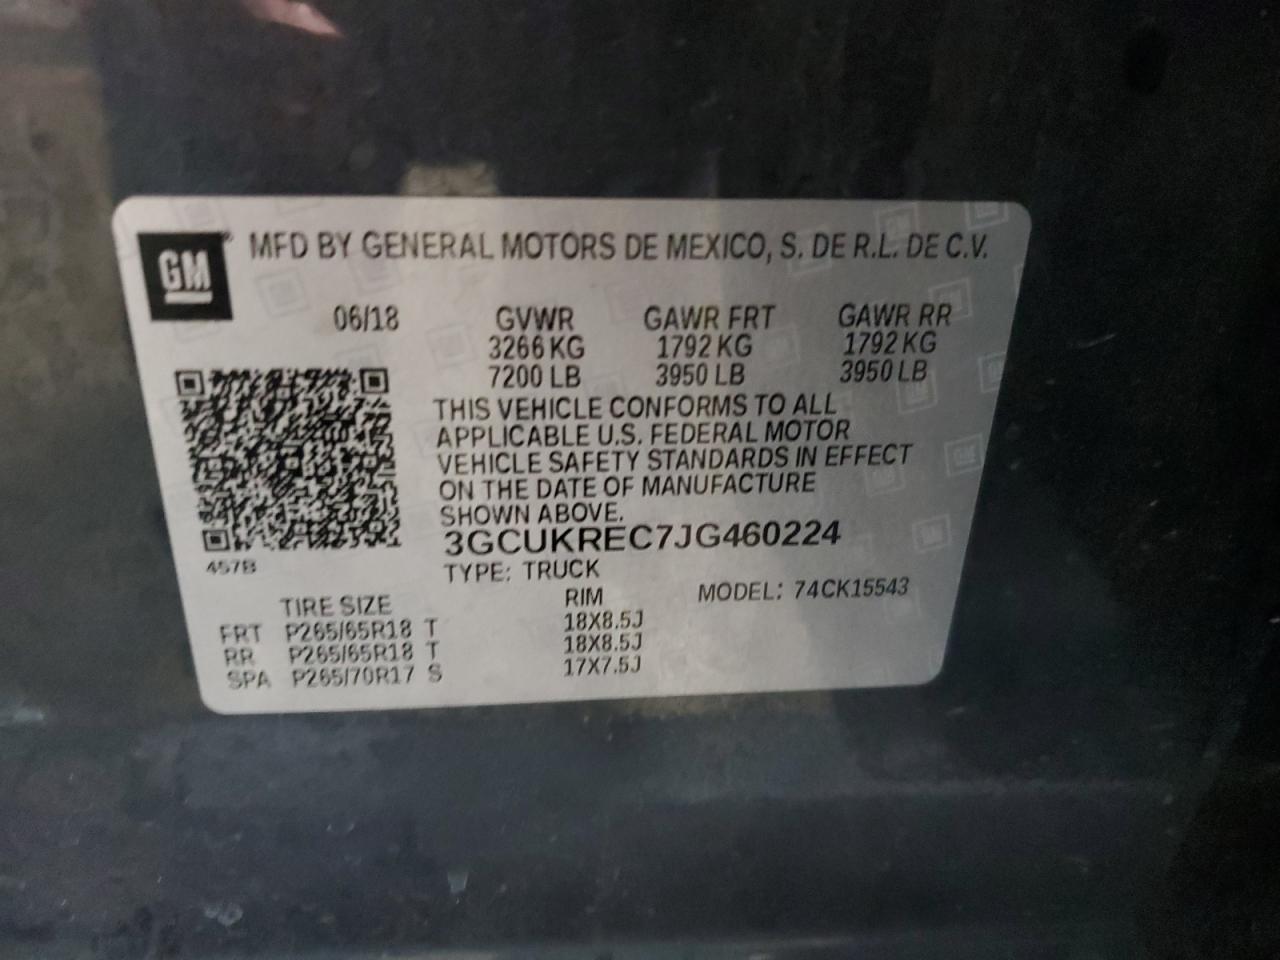 GM
MFD BY GENERAL MOTORS DE MEXICO, S. DE R.L. DE C.V.
06/18 GVWR GAWR FRT GAWR RR
3266 KG 1792 KG 1792 KG
7200 LB 3950 LB 3950 LB
THIS VEHICLE CONFORMS TO ALL
APPLICABLE U.S. FEDERAL MOTOR
VEHICLE SAFETY STANDARDS IN EFFECT
ON THE DATE OF MANUFACTURE
SHOWN ABOVE.
3GCUKREC7JG460224
457B
TYPE: TRUCK
MODEL: 74CK15543
TIRE SIZE RIM
FRT P265/65R18 T 18X8.5J
RR P265/65R18 T 18X8.5J
SPA P265/70R17 S 17X7.5J